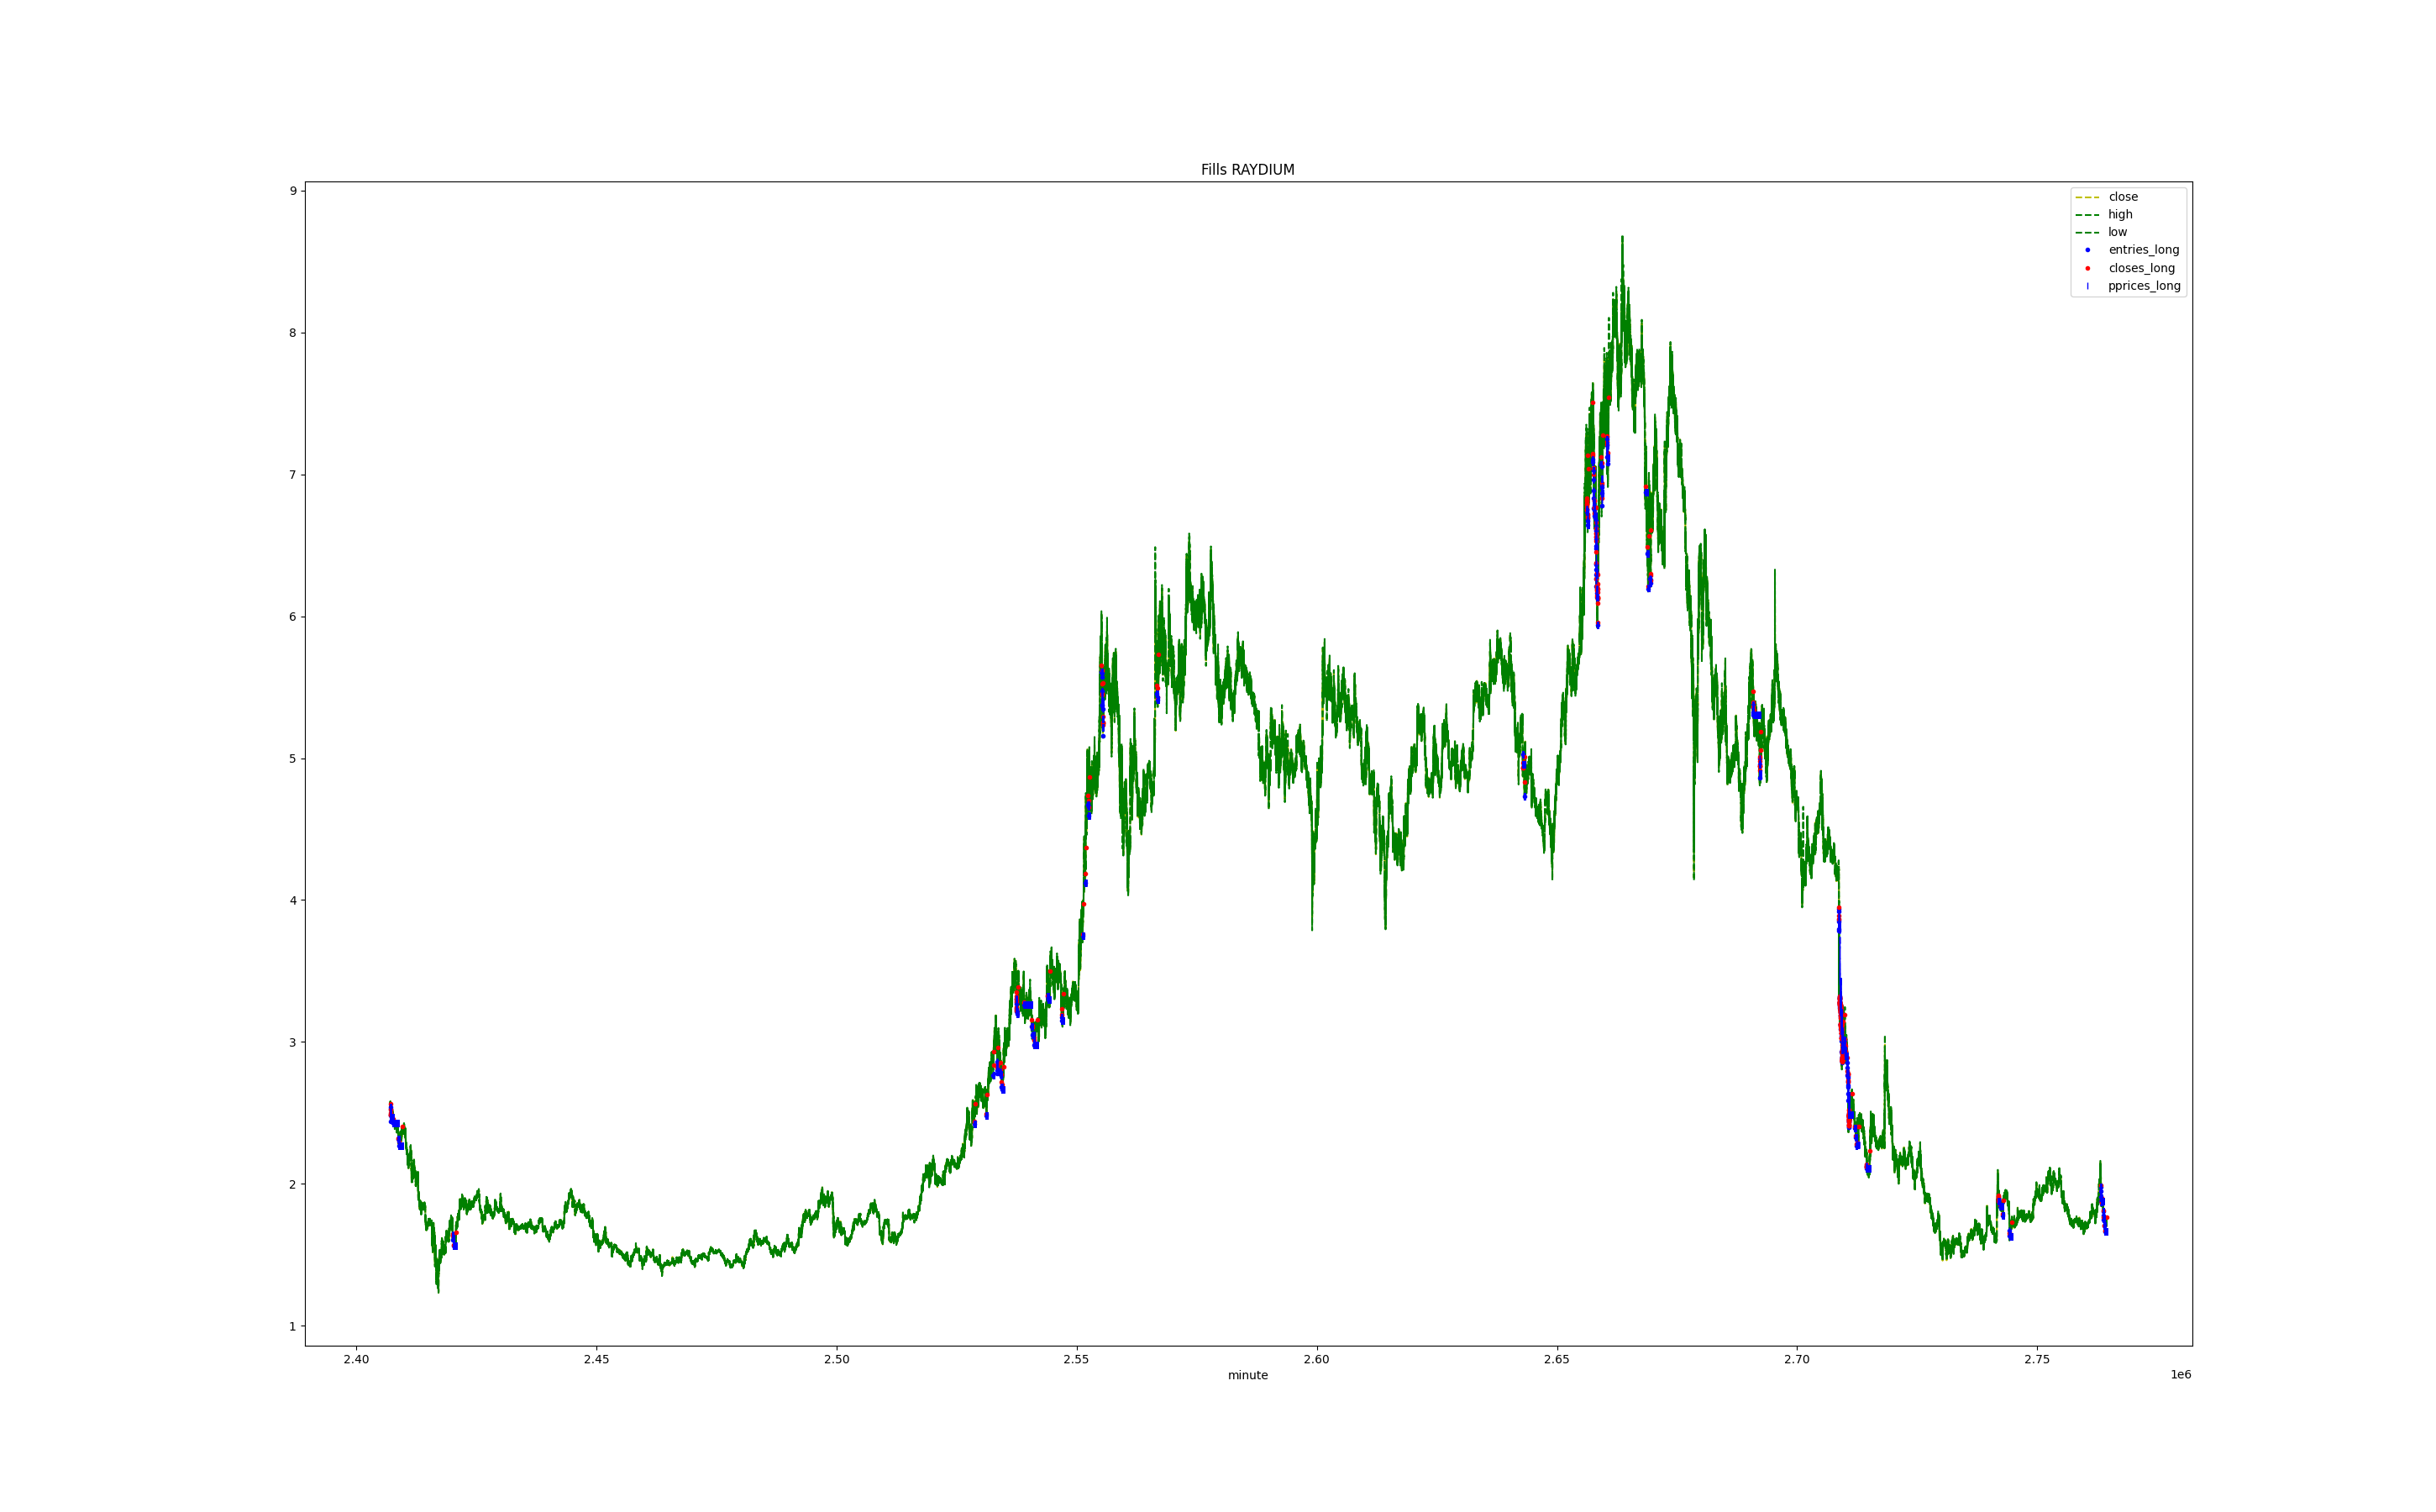 Fills RAYDIUM
9
8
7
6
5
4
3
2
1
close
high
low
entries_long
closes_long
pprices_long
2.40 2.45 2.50 2.55 2.60 2.65 2.70 2.75
minute
1e6